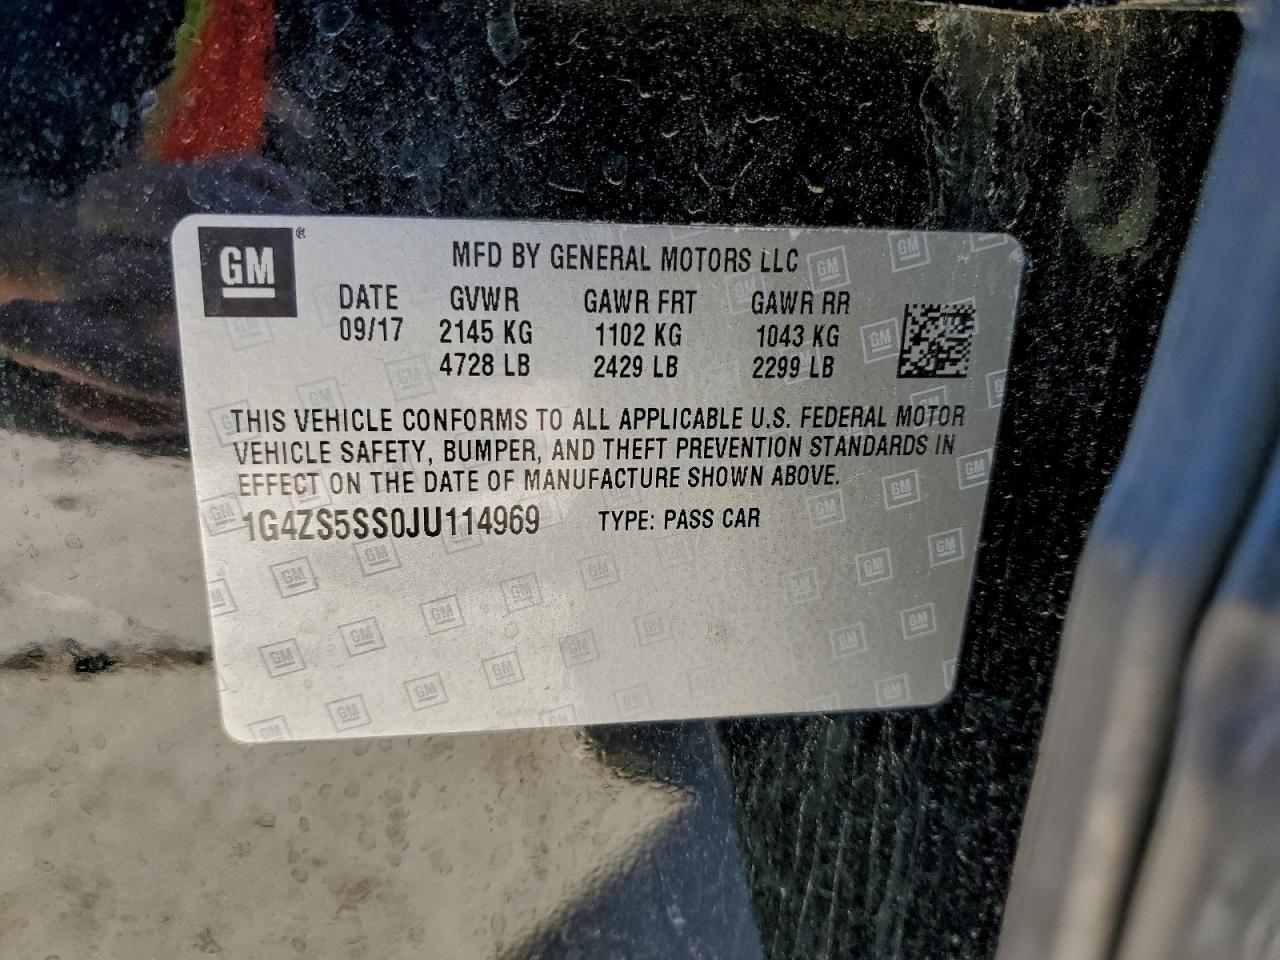 GM®
MFD BY GENERAL MOTORS LLC
DATE GVWR GAWR FRT GAWR RR
09/17 2145 KG 1102 KG 1043 KG
4728 LB 2429 LB 2299 LB
THIS VEHICLE CONFORMS TO ALL APPLICABLE U.S. FEDERAL MOTOR
VEHICLE SAFETY, BUMPER, AND THEFT PREVENTION STANDARDS IN
EFFECT ON THE DATE OF MANUFACTURE SHOWN ABOVE.
1G4ZS5SS0JU114969 TYPE: PASS CAR